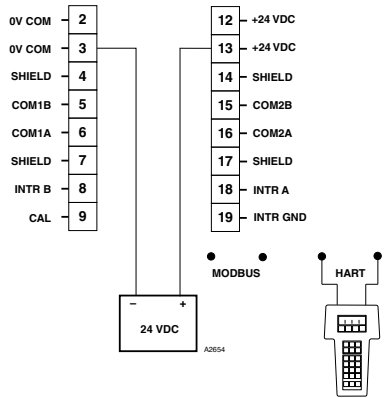 0V COM 2
0V COM 3
SHIELD 4
COM1B 5
COM1A 6
SHIELD 7
INTR B 8
CAL 9
12 +24 VDC
13 +24 VDC
14 SHIELD
15 COM2B
16 COM2A
17 SHIELD
18 INTR A
19 INTR GND
MODBUS
HART
− +
24 VDC
A2654